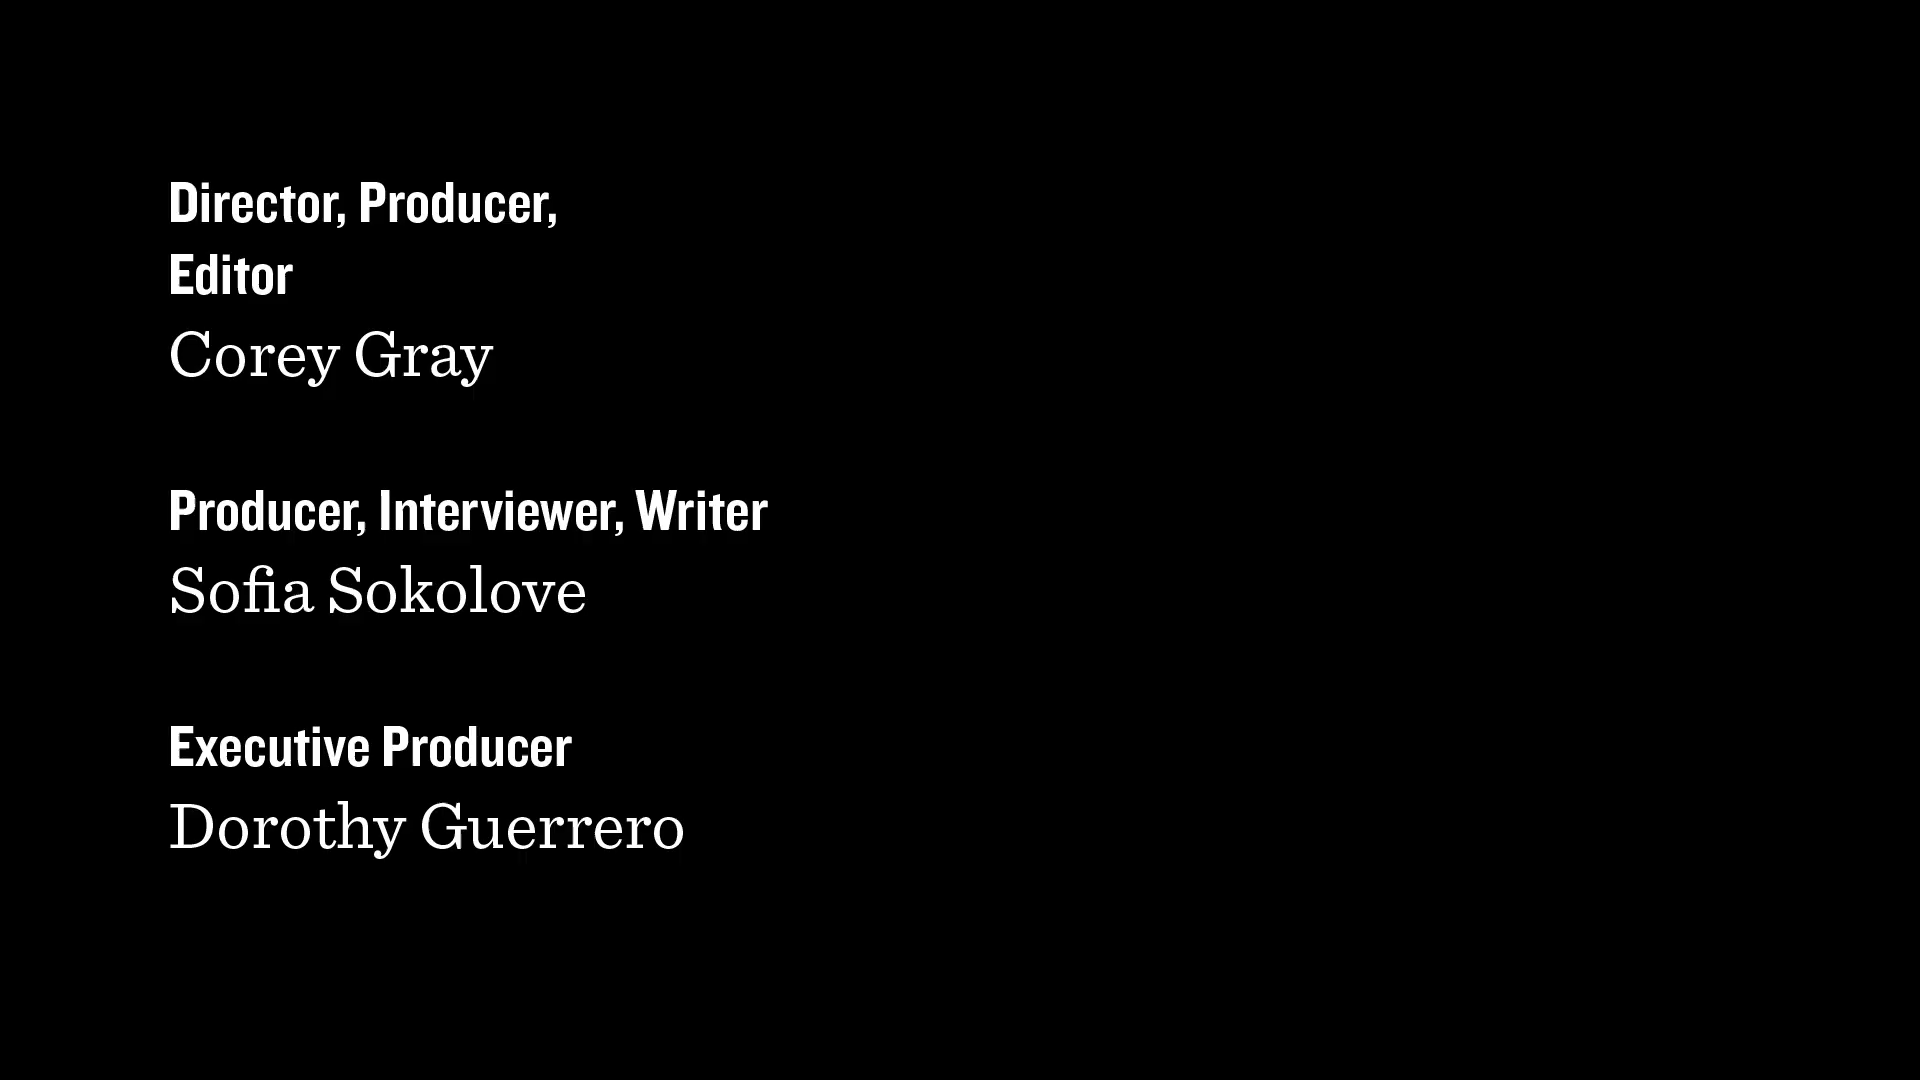 Director, Producer,
Editor
Corey Gray
Producer, Interviewer, Writer
Sofia Sokolove
Executive Producer
Dorothy Guerrero